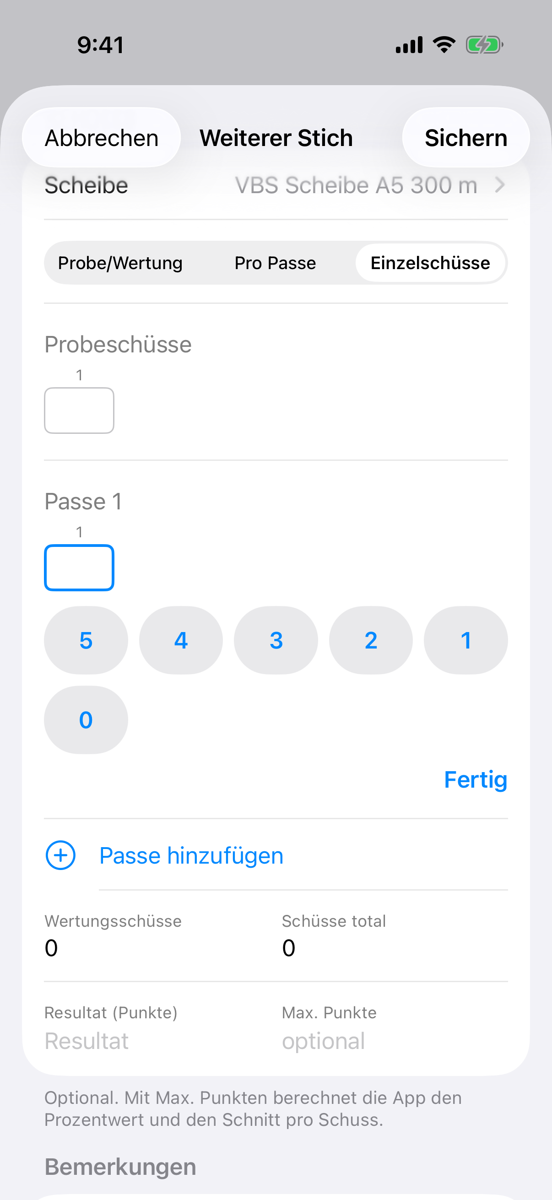 9:41
Abbrechen
Weiterer Stich
Sichern
Scheibe
VBS Scheibe A5 300 m
Probe/Wertung
Pro Passe
Einzelschüsse
Probeschüsse
1
Passe 1
1
5
4
3
2
1
0
Fertig
Passe hinzufügen
Wertungsschüsse
Schüsse total
0
0
Resultat (Punkte)
Max. Punkte
Resultat
optional
Optional. Mit Max. Punkten berechnet die App den
Prozentwert und den Schnitt pro Schuss.
Bemerkungen